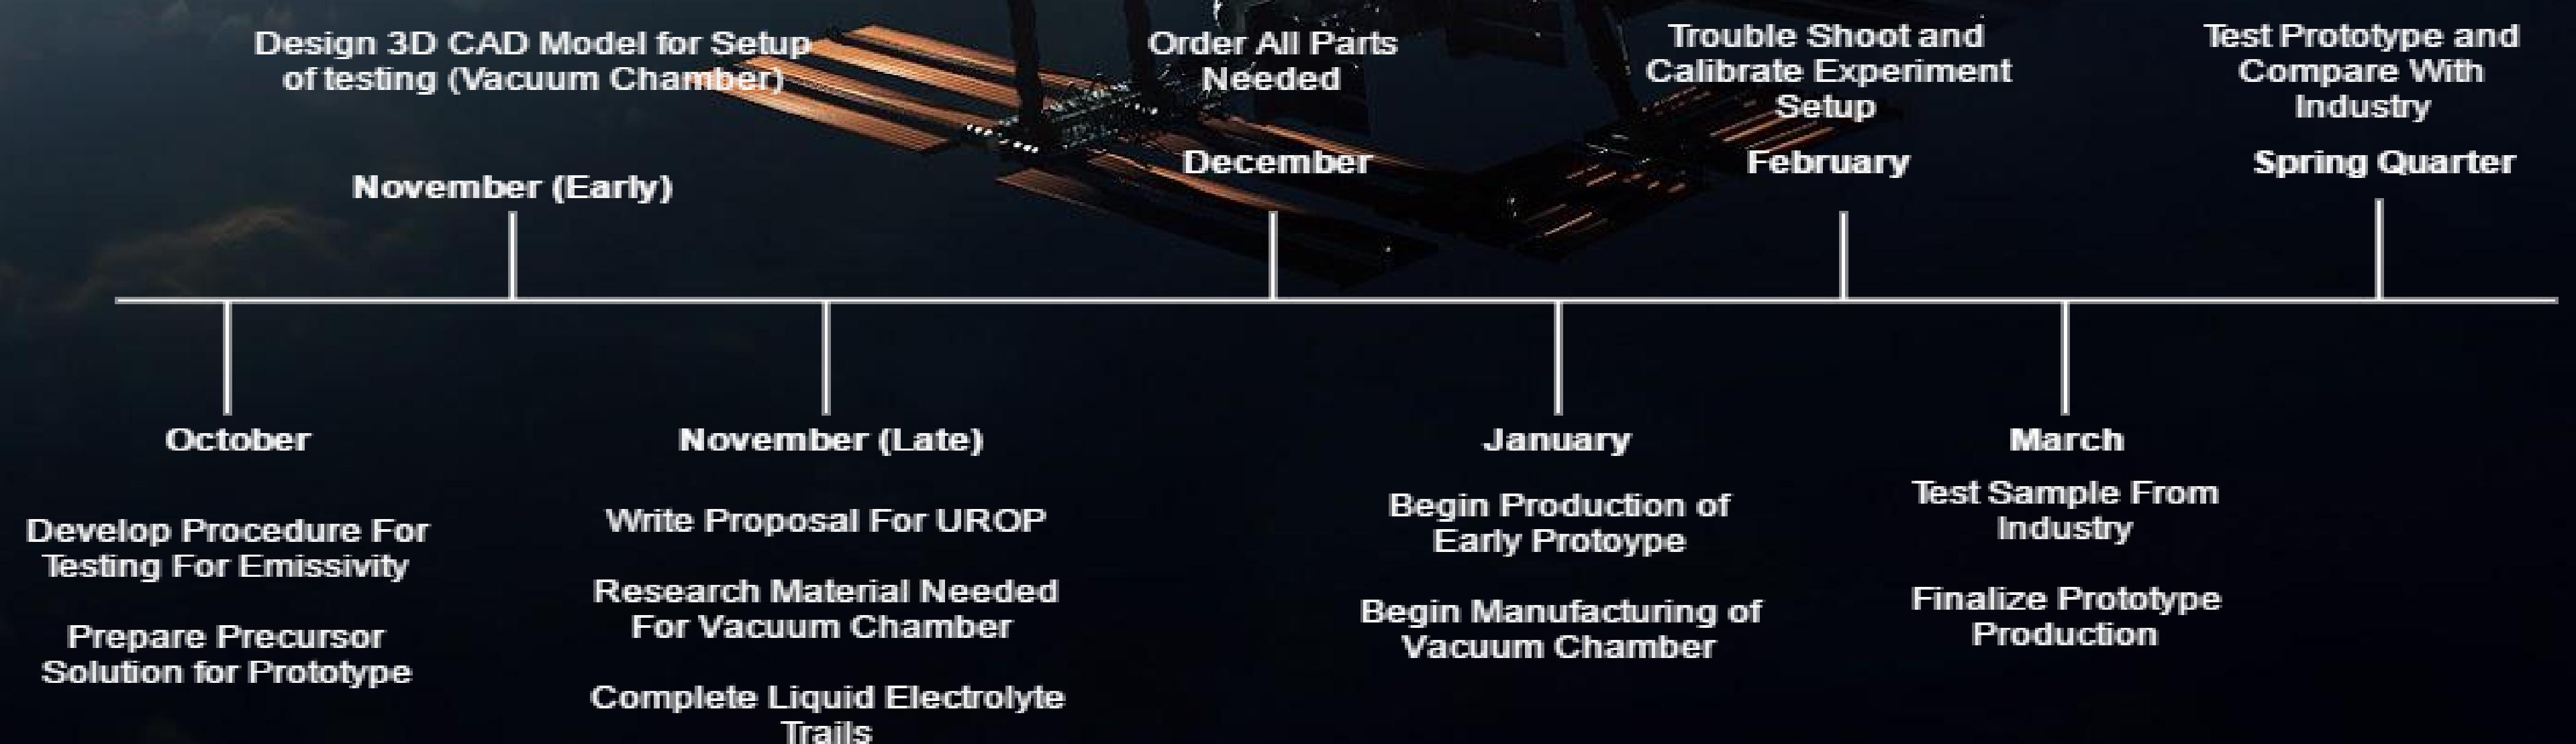 Design 3D CAD Model for Setup
of testing (Vacuum Chamber)
November (Early)
Order All Parts
Needed
December
Trouble Shoot and
Calibrate Experiment
Setup
February
Test Prototype and
Compare With
Industry
Spring Quarter
October
Develop Procedure For
Testing For Emissivity
Prepare Precursor
Solution for Prototype
November (Late)
Write Proposal For UROP
Research Material Needed
For Vacuum Chamber
Complete Liquid Electrolyte
Trails
January
Begin Production of
Early Protoype
Begin Manufacturing of
Vacuum Chamber
March
Test Sample From
Industry
Finalize Prototype
Production